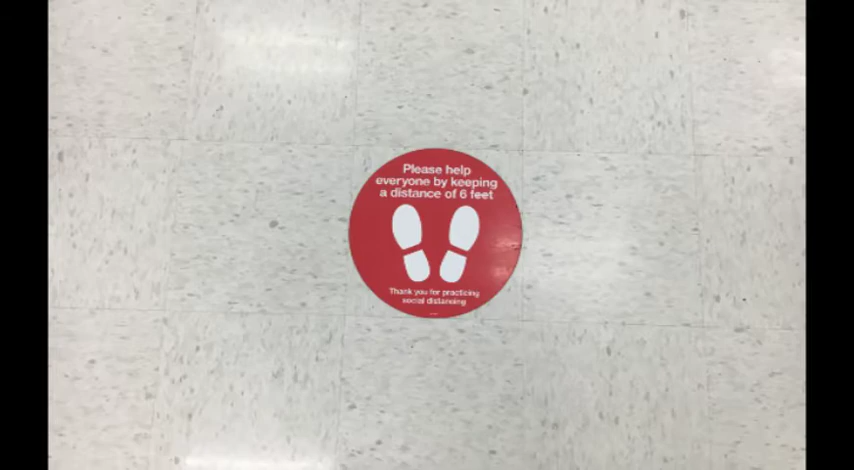 Please help
everyone by keeping
a distance of 6 feet
Thank you for practicing
social distancing